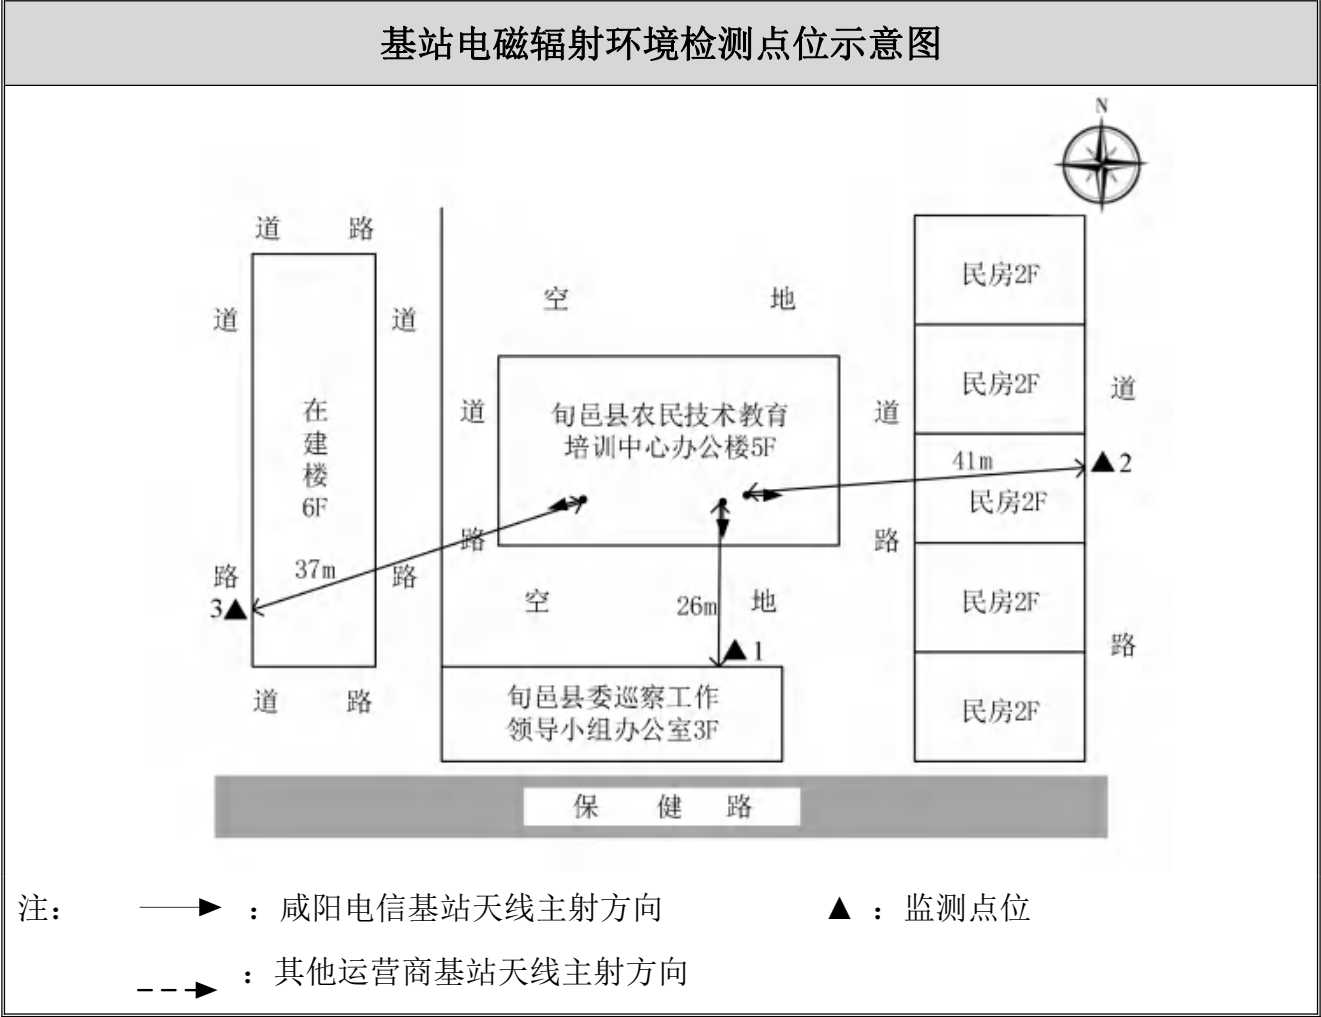 基站电磁辐射环境检测点位示意图
N
道 路
道
道
空 地
民房2F
民房2F
道
在建楼6F
道
旬邑县农民技术教育
培训中心办公楼5F
道
41m
2
民房2F
路
路
37m
路
3
路
空 地
26m
民房2F
1
路
道 路
旬邑县委巡察工作
领导小组办公室3F
民房2F
保 健 路
注：
：咸阳电信基站天线主射方向
：监测点位
：其他运营商基站天线主射方向